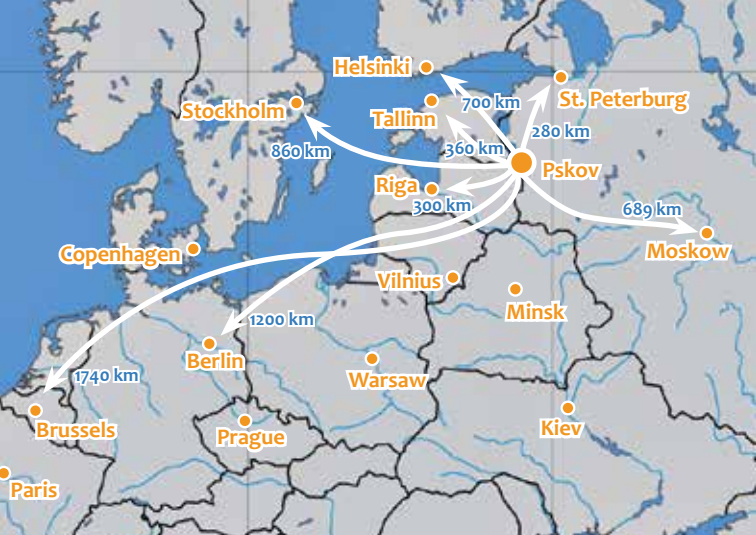 Helsinki
St. Peterburg
700 km
Stockholm
Tallinn
280 km
860 km
360 km
Pskov
Riga
300 km
689 km
Moskow
Copenhagen
Vilnius
Minsk
1200 km
Berlin
Warsaw
1740 km
Brussels
Prague
Kiev
Paris